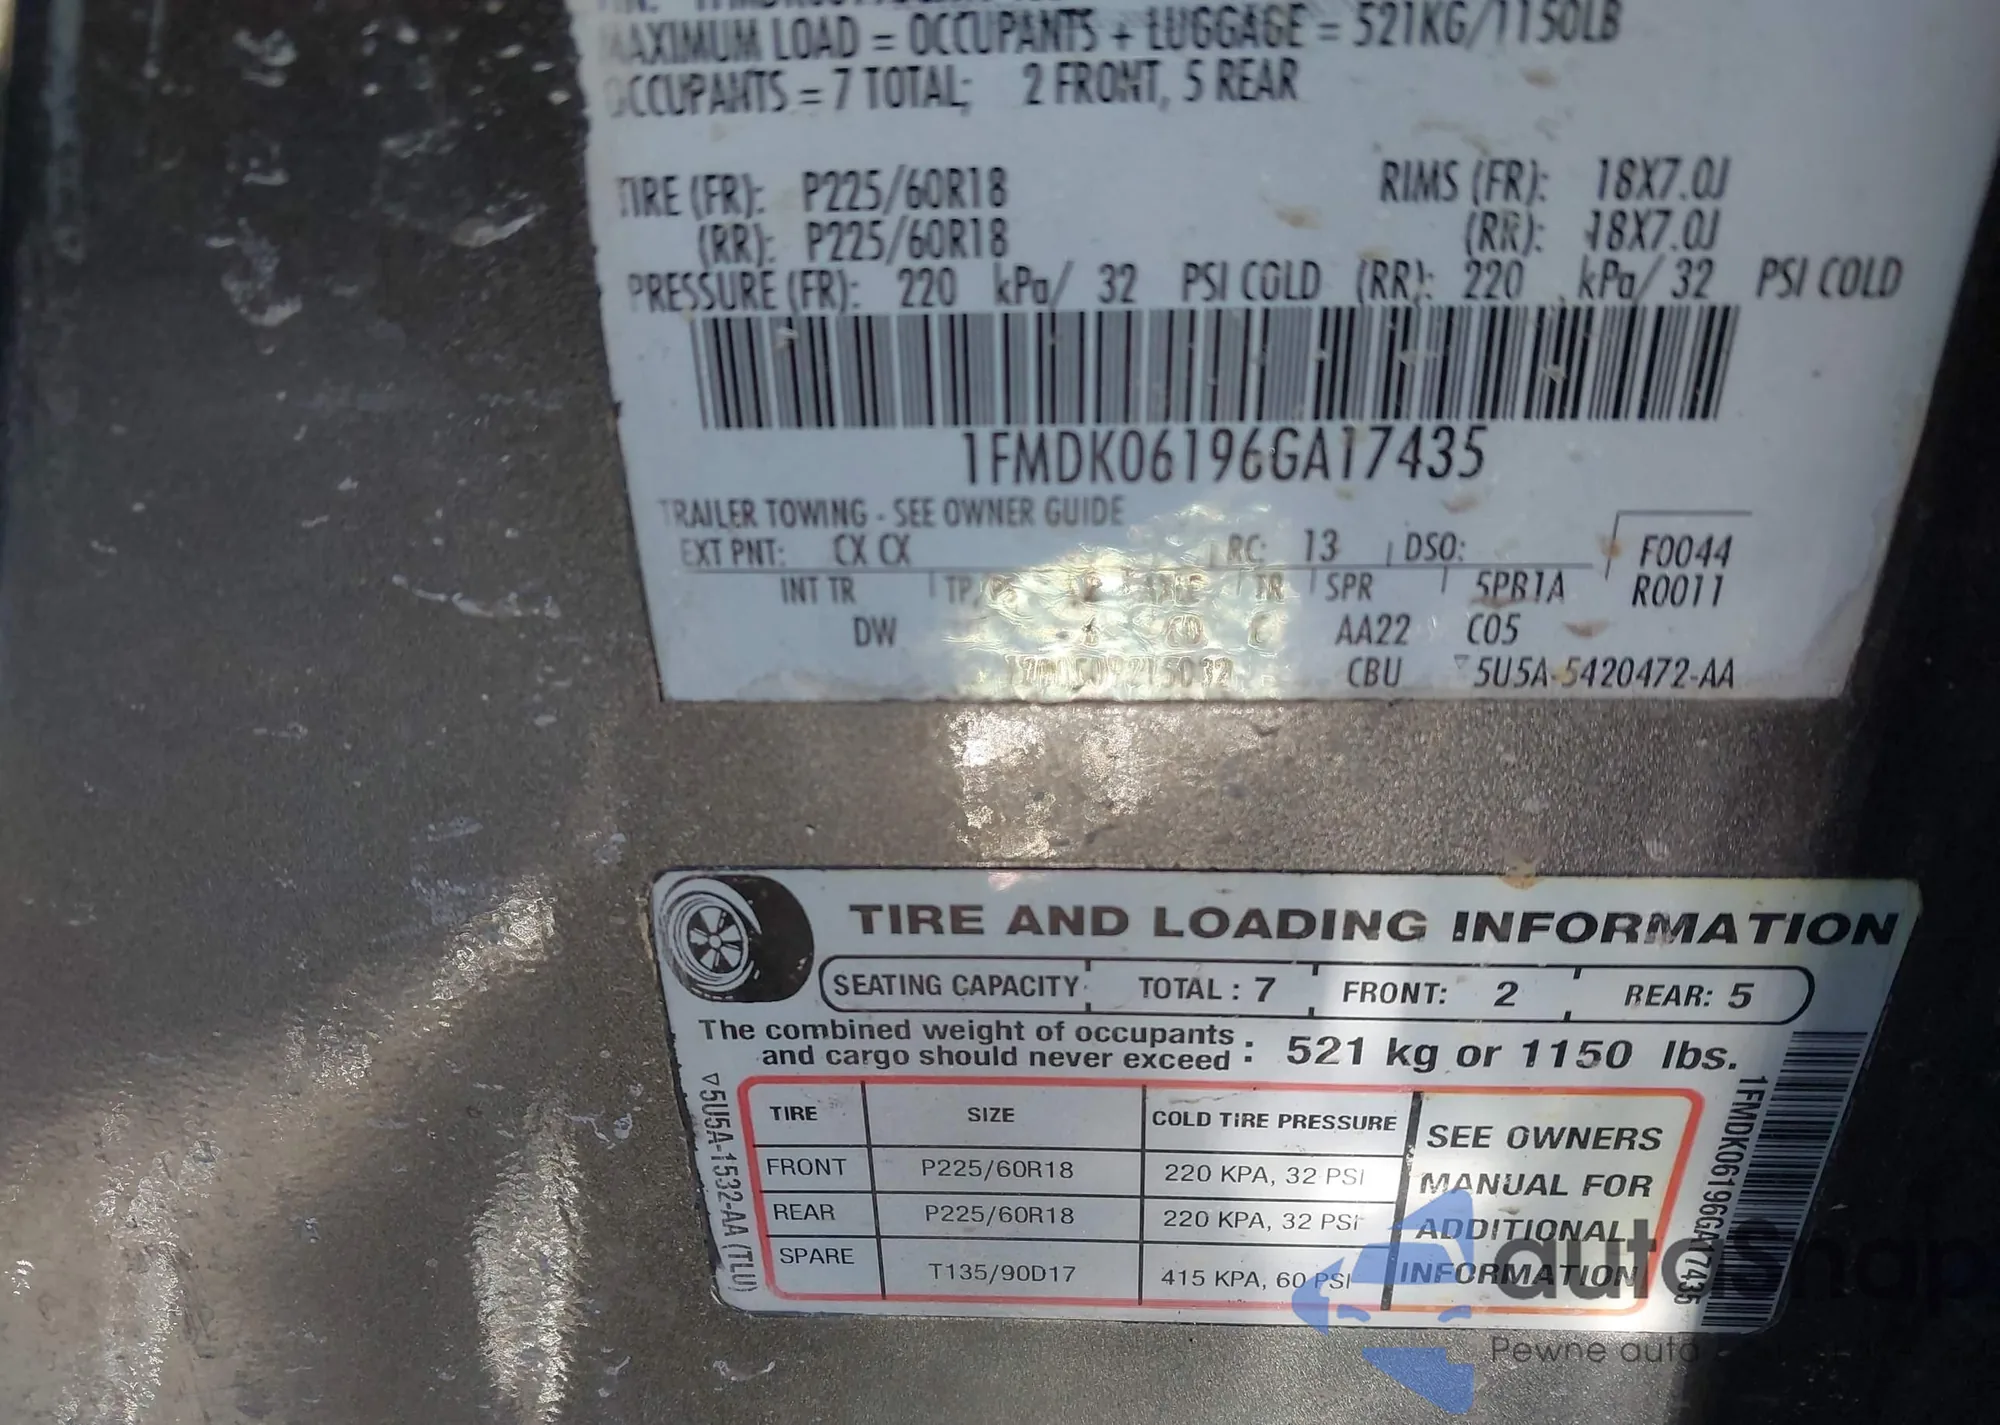 MAXIMUM LOAD = OCCUPANTS + LUGGAGE = 521KG/1150LB
OCCUPANTS = 7 TOTAL; 2 FRONT, 5 REAR
TIRE (FR): P225/60R18 RIMS (FR): 18X7.0J
(RR): P225/60R18 (RR): 18X7.0J
PRESSURE (FR): 220 kPa/ 32 PSI COLD (RR): 220 kPa/ 32 PSI COLD
1FMDK06196GA17435
TRAILER TOWING - SEE OWNER GUIDE
EXT PNT: CX CX RC: 13 DSO: F0044
INT TR TR SPR 5PB1A R0011
DW AA22 C05
CBU ▽5U5A-5420472-AA
TIRE AND LOADING INFORMATION
SEATING CAPACITY TOTAL : 7 FRONT: 2 REAR: 5
The combined weight of occupants
and cargo should never exceed : 521 kg or 1150 lbs.
TIRE SIZE COLD TIRE PRESSURE
FRONT P225/60R18 220 KPA, 32 PSI
REAR P225/60R18 220 KPA, 32 PSI
SPARE T135/90D17 415 KPA, 60 PSI
SEE OWNERS
MANUAL FOR
ADDITIONAL
INFORMATION
▽5U5A-1532-AA (TLU)
1FMDK06196GA17435
autoSnap
Pewne auto